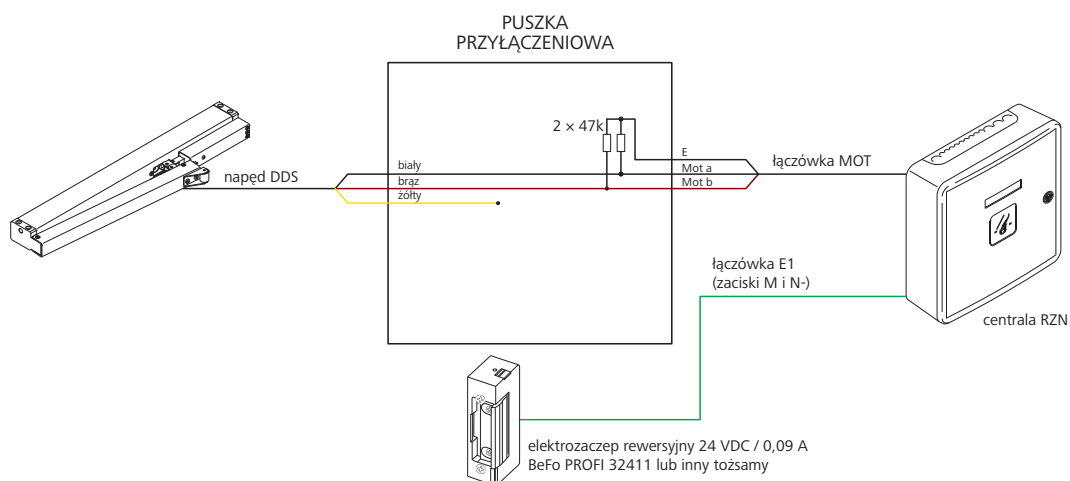 PUSZKA
PRZYŁĄCZENIOWA
2 × 47k
E
biały
Mot a
łączówka MOT
napęd DDS
brąz
Mot b
żółty
łączówka E1
(zaciski M i N-)
centrala RZN
elektrozaczep rewersyjny 24 VDC / 0,09 A
BeFo PROFI 32411 lub inny tożsamy